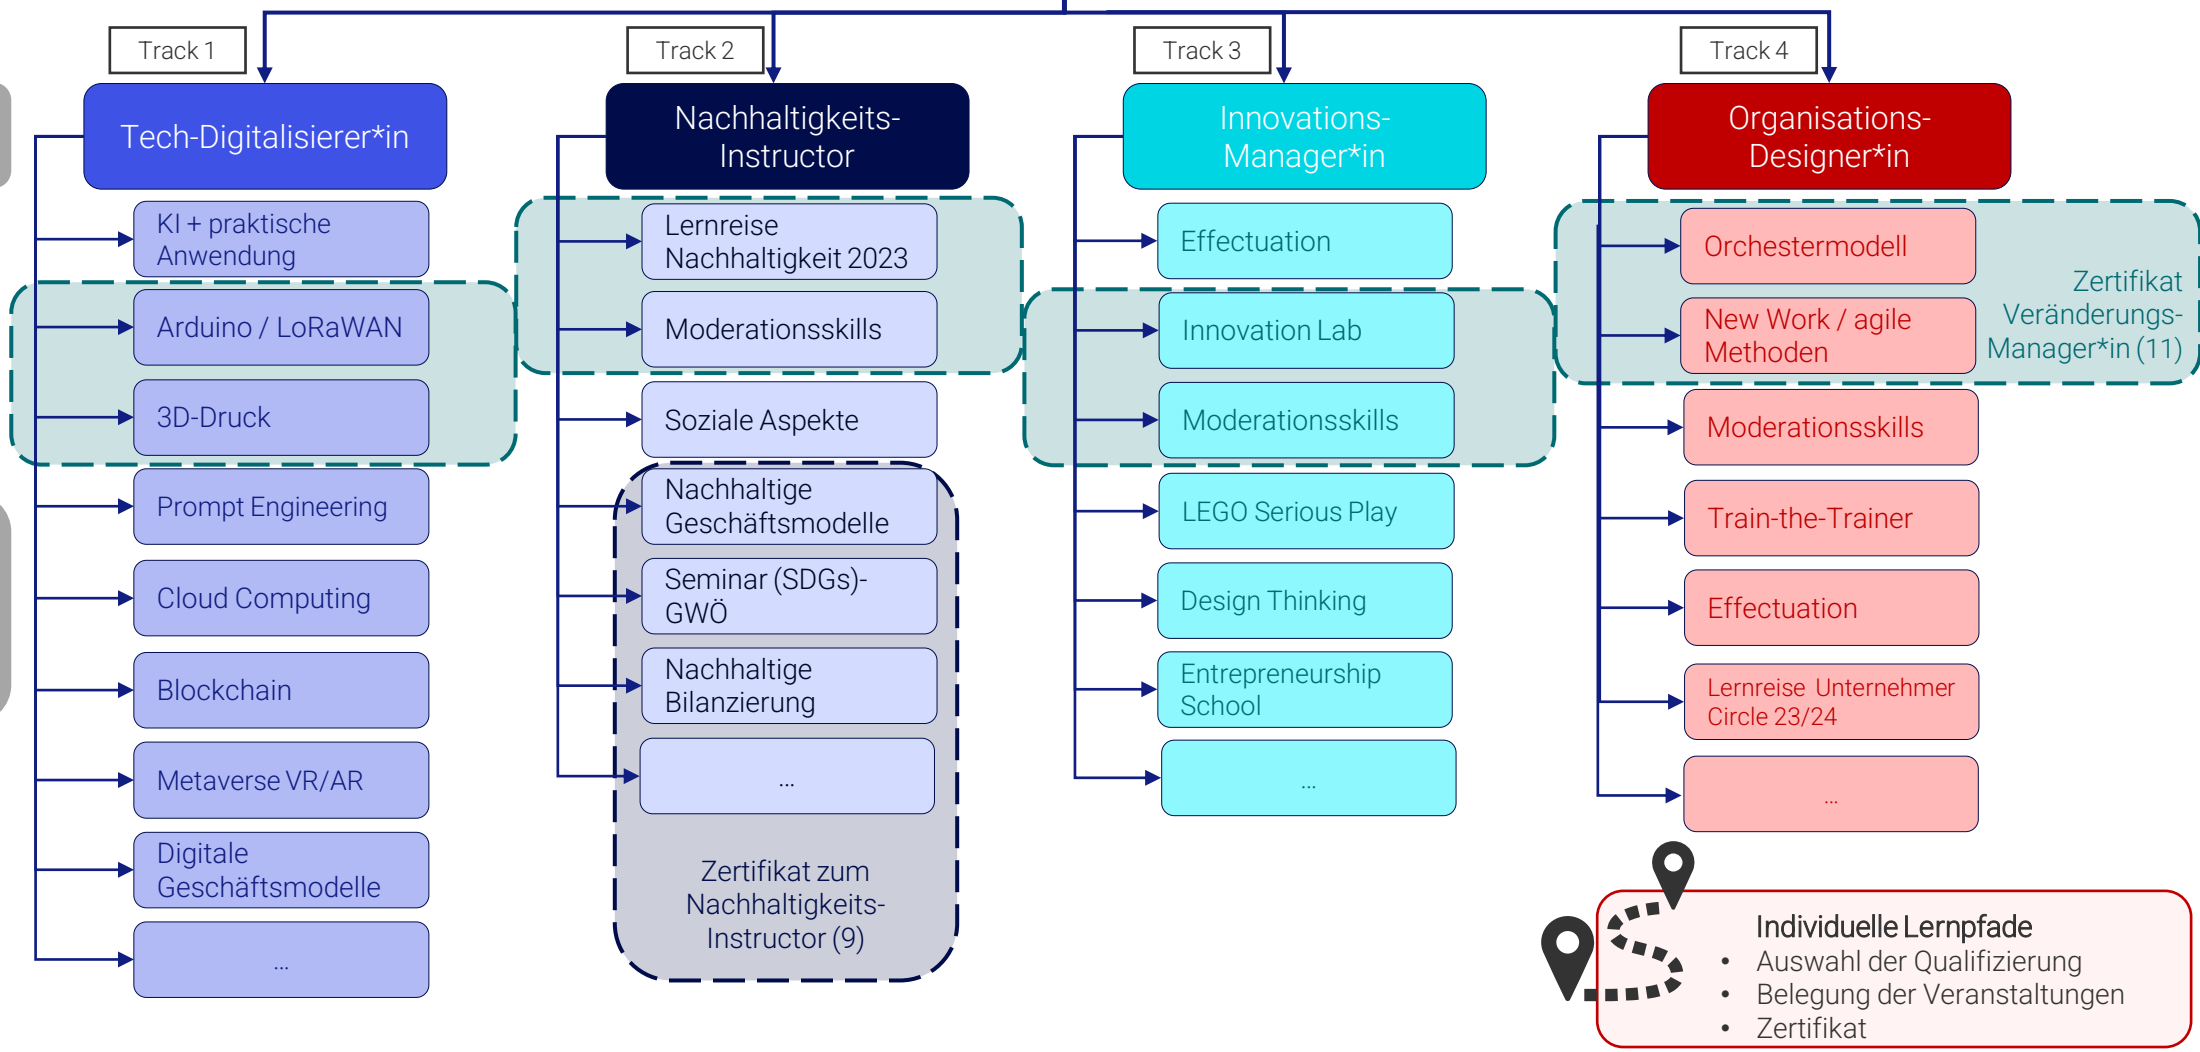 Track 1
Tech-Digitalisierer*in
KI + praktische
Anwendung
Arduino / LoRaWAN
3D-Druck
Prompt Engineering
Cloud Computing
Blockchain
Metaverse VR/AR
Digitale
Geschäftsmodelle
...
Track 2
Nachhaltigkeits-
Instructor
Lernreise
Nachhaltigkeit 2023
Moderationsskills
Soziale Aspekte
Nachhaltige
Geschäftsmodelle
Seminar (SDGs)-
GWÖ
Nachhaltige
Bilanzierung
...
Zertifikat zum
Nachhaltigkeits-
Instructor (9)
Track 3
Innovations-
Manager*in
Effectuation
Innovation Lab
Moderationsskills
LEGO Serious Play
Design Thinking
Entrepreneurship
School
...
Track 4
Organisations-
Designer*in
Orchestermodell
New Work / agile
Methoden
Zertifikat
Veränderungs-
Manager*in (11)
Moderationsskills
Train-the-Trainer
Effectuation
Lernreise Unternehmer
Circle 23/24
...
Individuelle Lernpfade
• Auswahl der Qualifizierung
• Belegung der Veranstaltungen
• Zertifikat